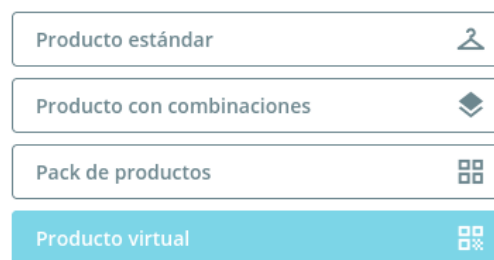 Producto estándar
Producto con combinaciones
Pack de productos
Producto virtual